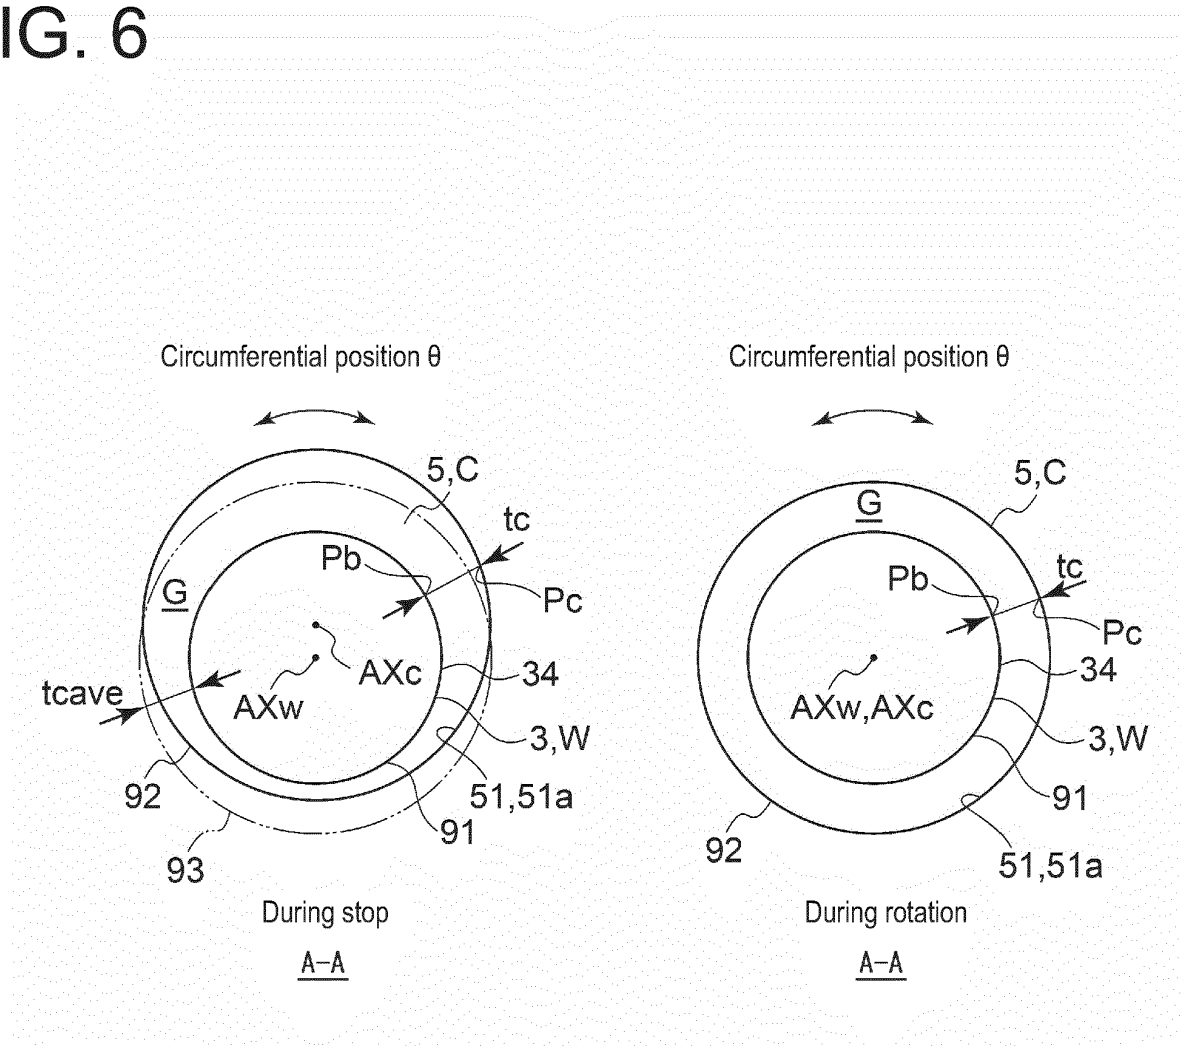 IG. 6
Circumferential position θ
5,C
tc
Pb
G
Pc
AXc
34
tcave
AXw
3,W
92
51,51a
91
93
During stop
A-A
Circumferential position θ
5,C
G
tc
Pb
Pc
34
AXw,AXc
3,W
91
92
51,51a
During rotation
A-A